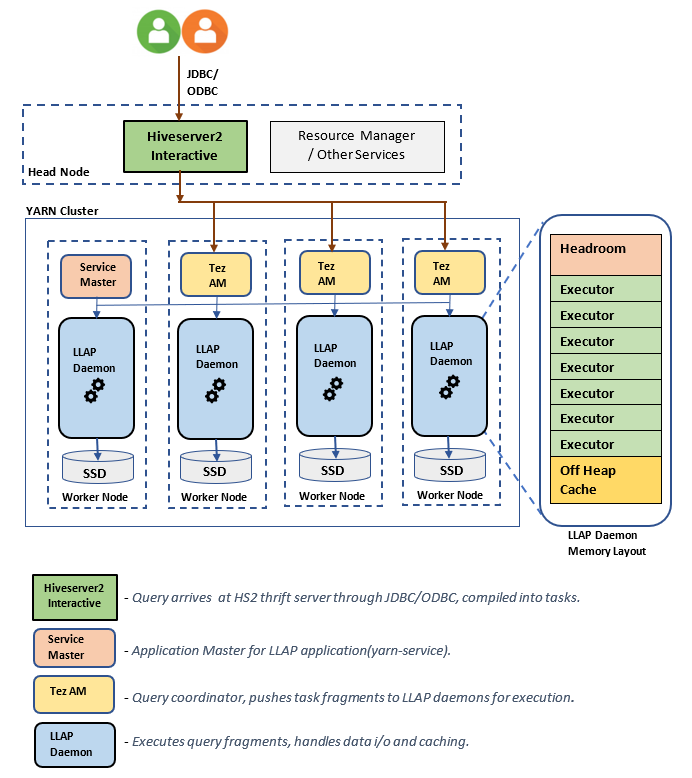 JDBC/
ODBC
Hiveserver2
Interactive
Resource Manager
/ Other Services
Head Node
YARN Cluster
Service
Master
Tez
AM
Tez
AM
Tez
AM
LLAP
Daemon
LLAP
Daemon
LLAP
Daemon
LLAP
Daemon
SSD
SSD
SSD
SSD
Worker Node
Worker Node
Worker Node
Worker Node
Headroom
Executor
Executor
Executor
Executor
Executor
Executor
Executor
Off Heap
Cache
LLAP Daemon
Memory Layout
Hiveserver2
Interactive
- Query arrives at HS2 thrift server through JDBC/ODBC, compiled into tasks.
Service
Master
- Application Master for LLAP application(yarn-service).
Tez AM
- Query coordinator, pushes task fragments to LLAP daemons for execution.
LLAP
Daemon
- Executes query fragments, handles data i/o and caching.